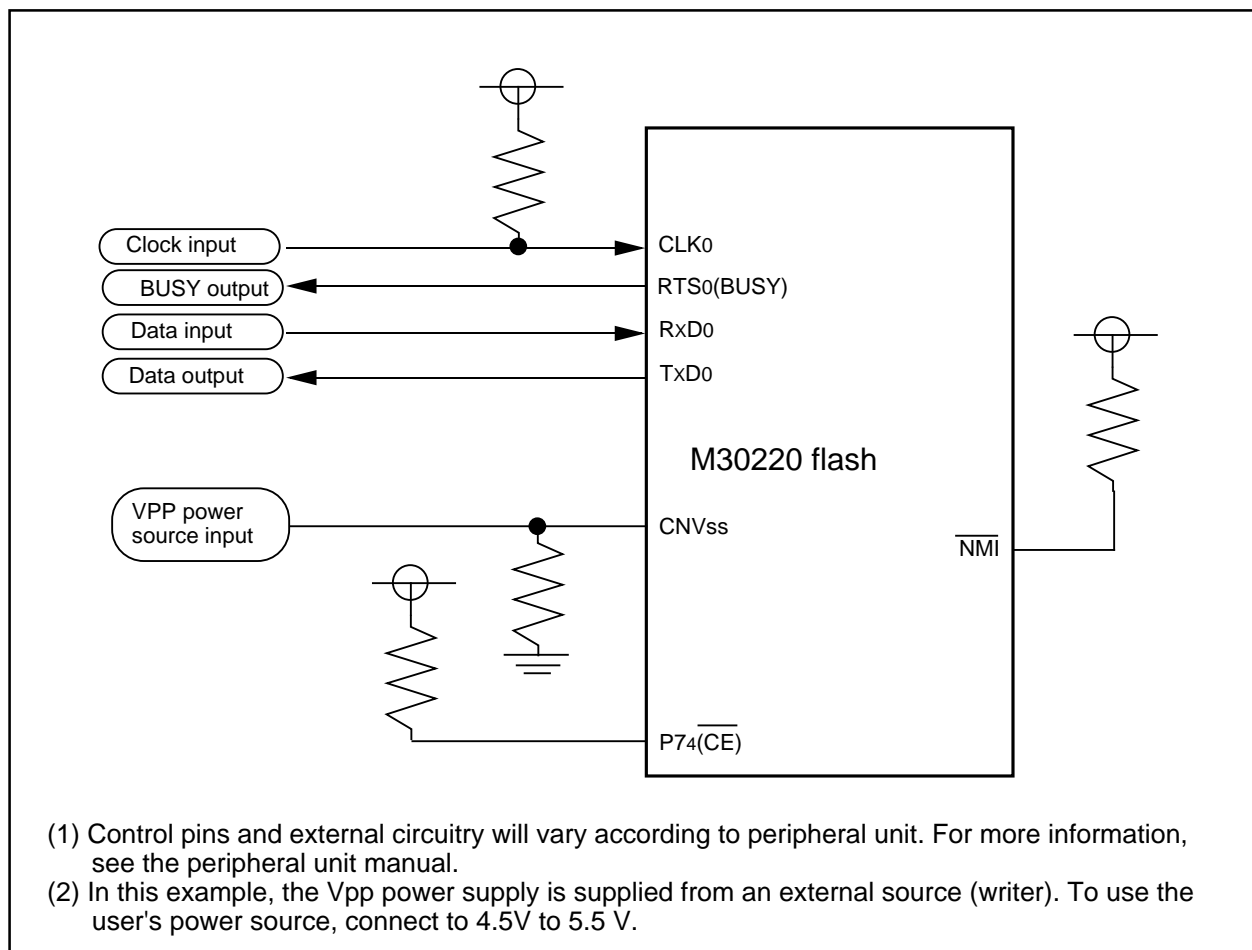 Clock input
CLK0
BUSY output
RTS0(BUSY)
Data input
RXD0
Data output
TXD0
M30220 flash
VPP power
source input
CNVss
NMI
P74(CE)
(1) Control pins and external circuitry will vary according to peripheral unit. For more information,
see the peripheral unit manual.
(2) In this example, the Vpp power supply is supplied from an external source (writer). To use the
user's power source, connect to 4.5V to 5.5 V.